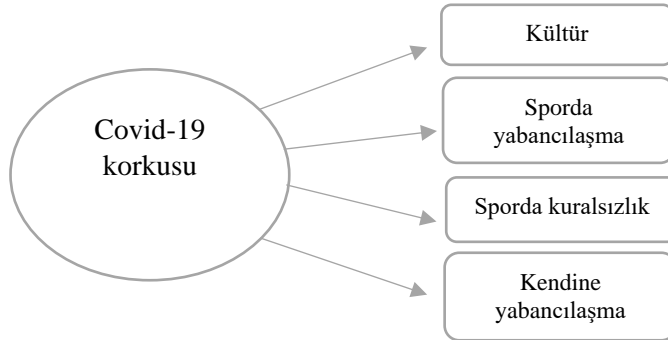 Covid-19
korkusu
Kültür
Sporda
yabancılaşma
Sporda kuralsızlık
Kendine
yabancılaşma